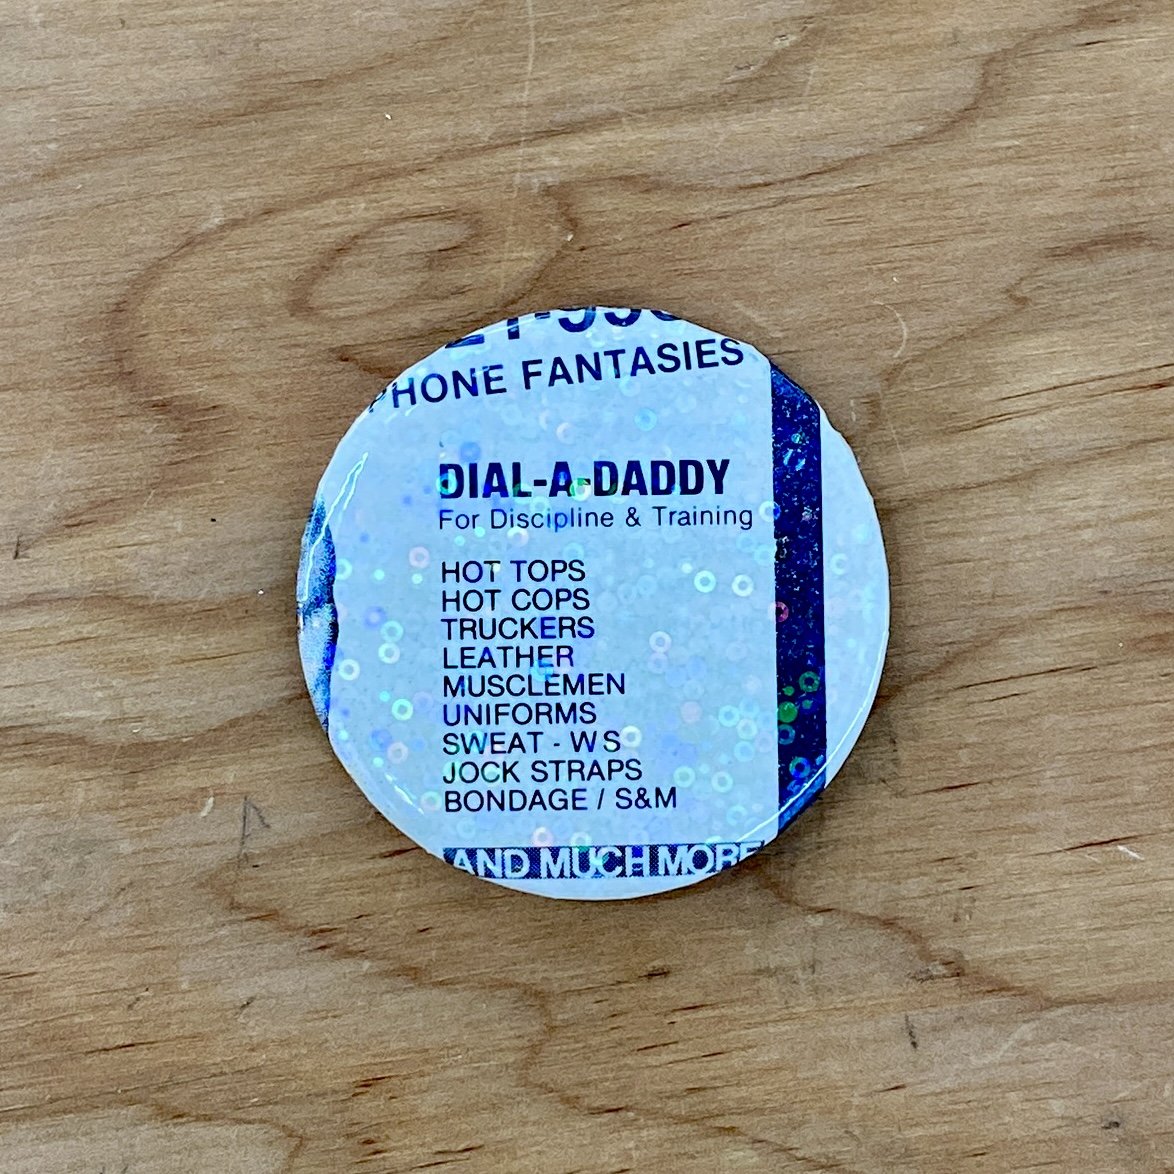 PHONE FANTASIES
DIAL-A-DADDY
For Discipline & Training
HOT TOPS
HOT COPS
TRUCKERS
LEATHER
MUSCLEMEN
UNIFORMS
SWEAT - WS
JOCK STRAPS
BONDAGE / S&M
AND MUCH MORE